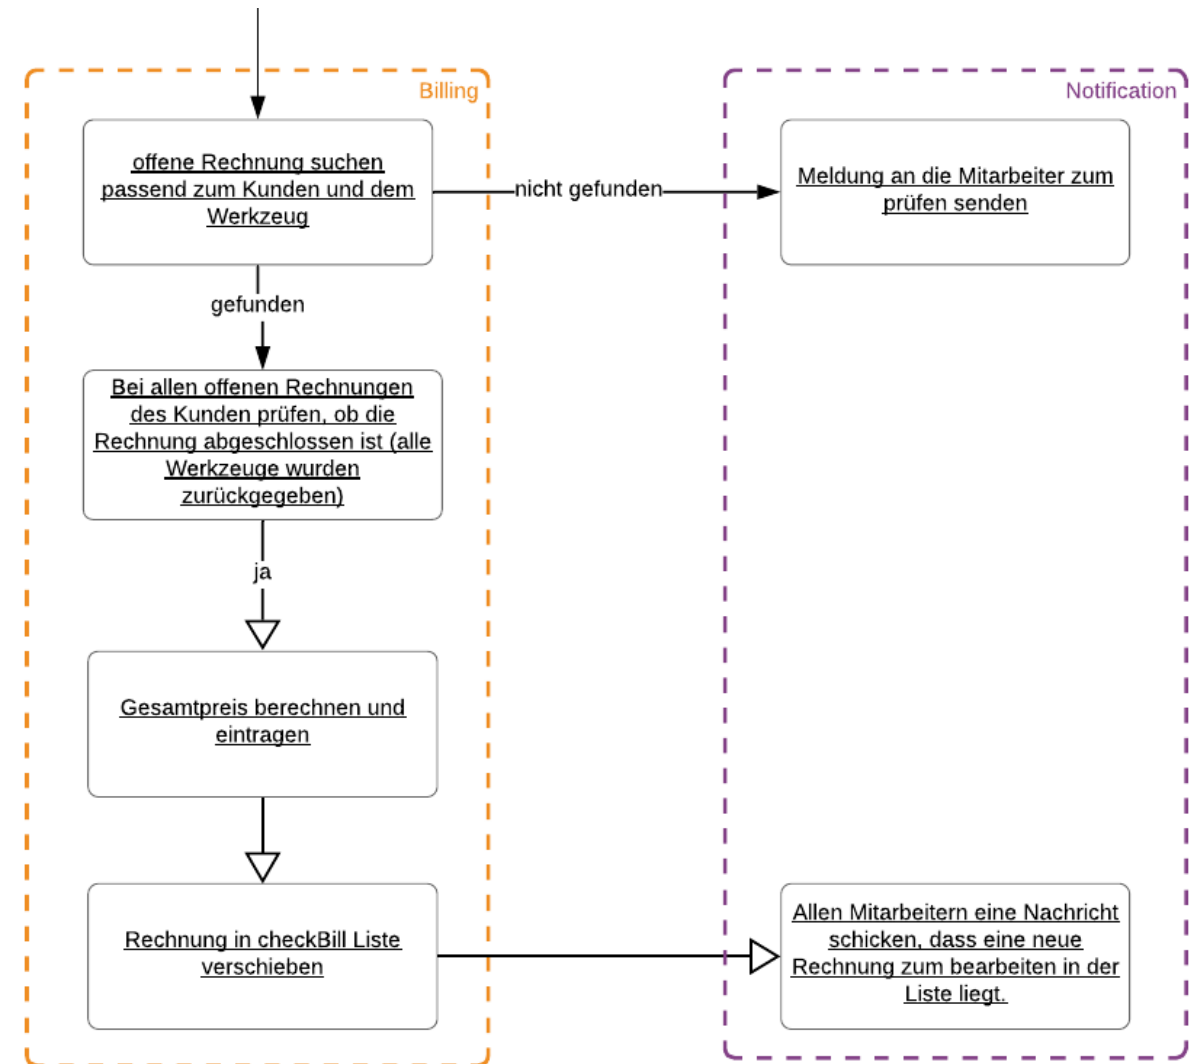 Billing
Notification
offene Rechnung suchen
passend zum Kunden und dem
Werkzeug
nicht gefunden
Meldung an die Mitarbeiter zum
prüfen senden
gefunden
Bei allen offenen Rechnungen
des Kunden prüfen, ob die
Rechnung abgeschlossen ist (alle
Werkzeuge wurden
zurückgegeben)
ja
Gesamtpreis berechnen und
eintragen
Rechnung in checkBill Liste
verschieben
Allen Mitarbeitern eine Nachricht
schicken, dass eine neue
Rechnung zum bearbeiten in der
Liste liegt.